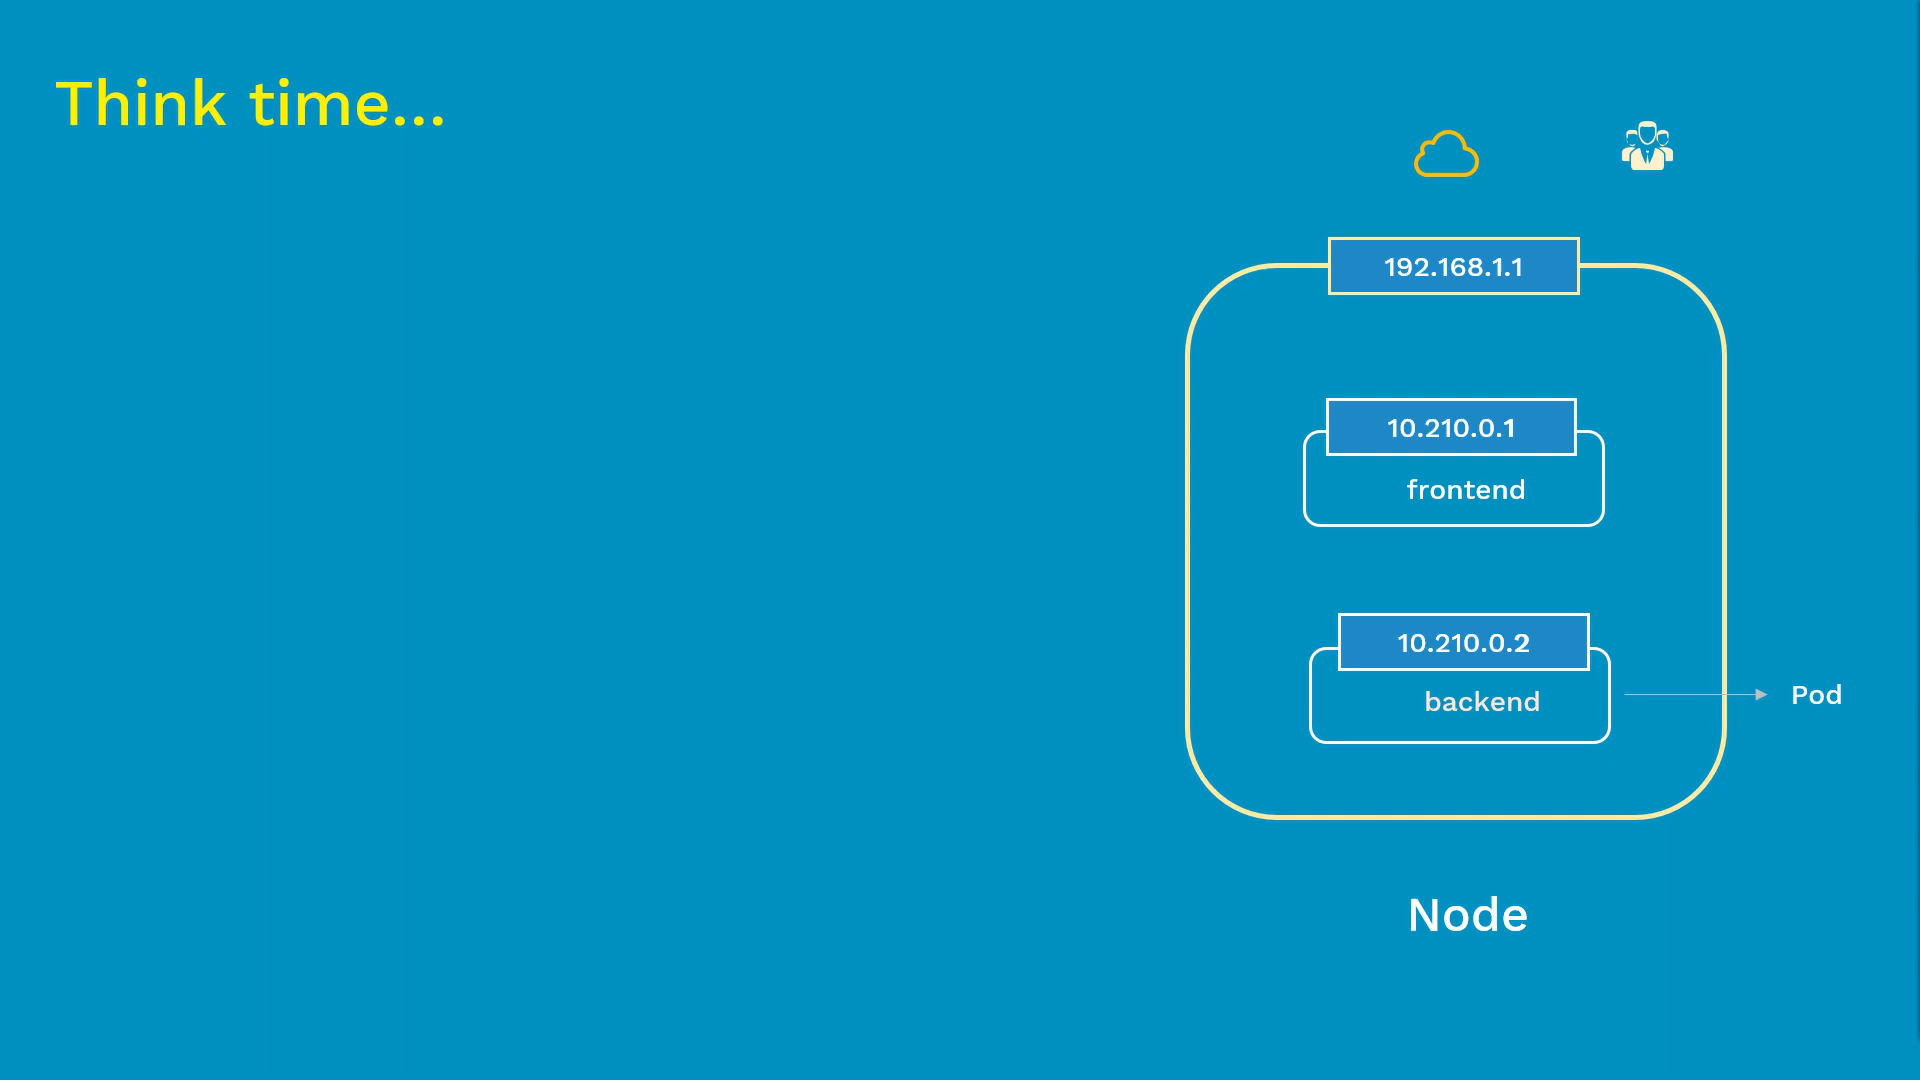 Think time...
192.168.1.1
10.210.0.1
frontend
10.210.0.2
backend
Pod
Node